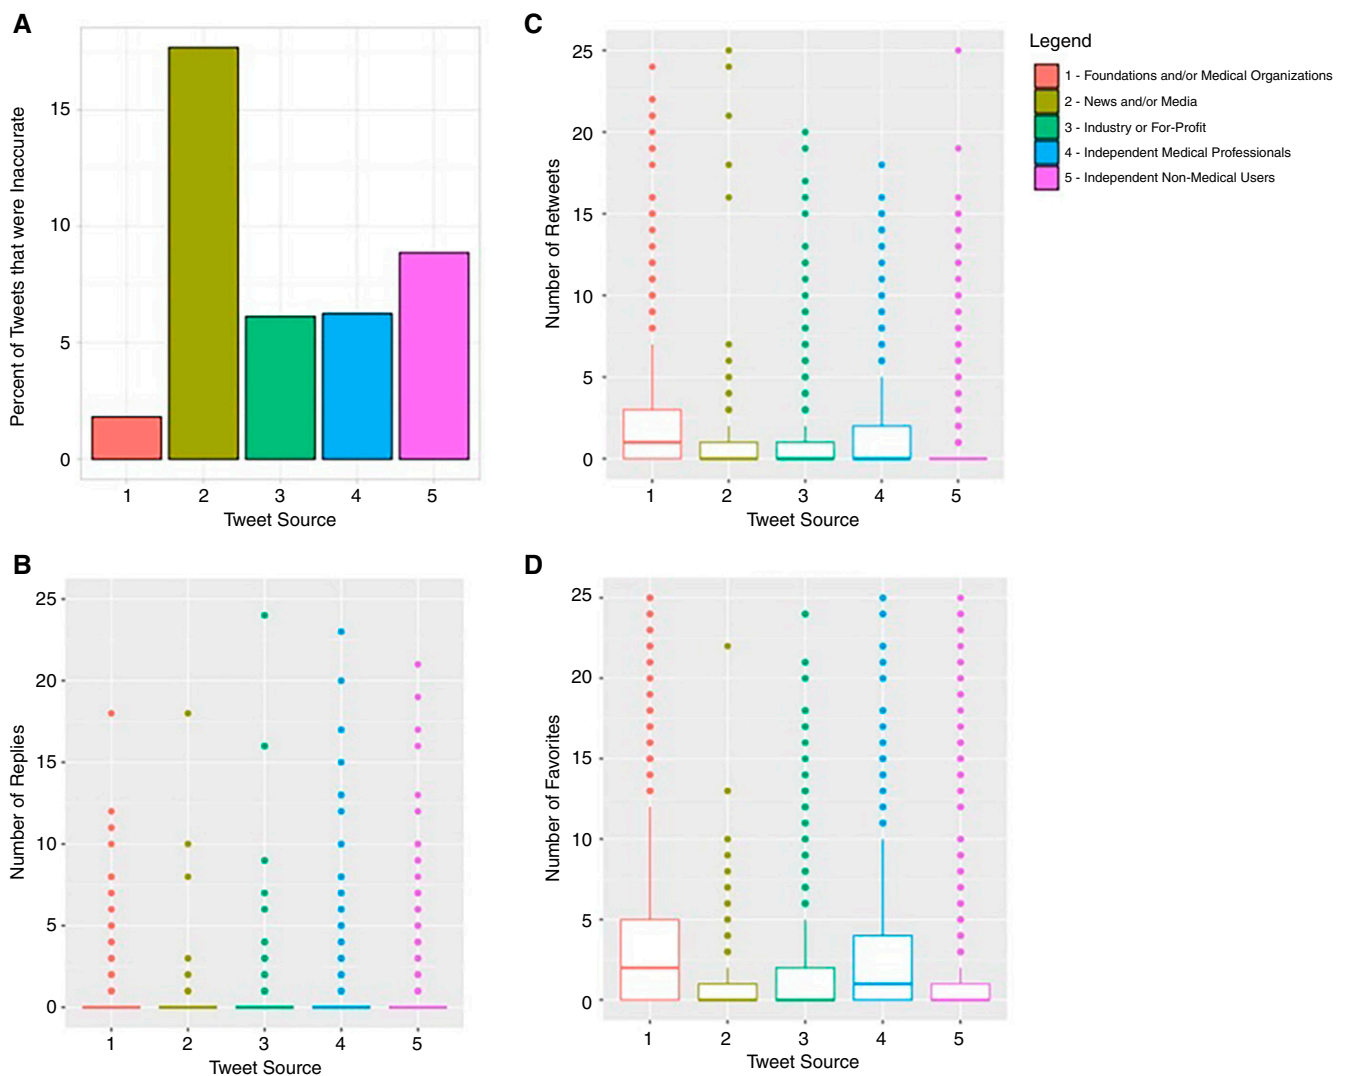 A
Percent of Tweets that were Inaccurate
15
10
5
0
1 2 3 4 5
Tweet Source
C
Number of Retweets
25
20
15
10
5
0
1 2 3 4 5
Tweet Source
Legend
1 - Foundations and/or Medical Organizations
2 - News and/or Media
3 - Industry or For-Profit
4 - Independent Medical Professionals
5 - Independent Non-Medical Users
B
Number of Replies
25
20
15
10
5
0
1 2 3 4 5
Tweet Source
D
Number of Favorites
25
20
15
10
5
0
1 2 3 4 5
Tweet Source